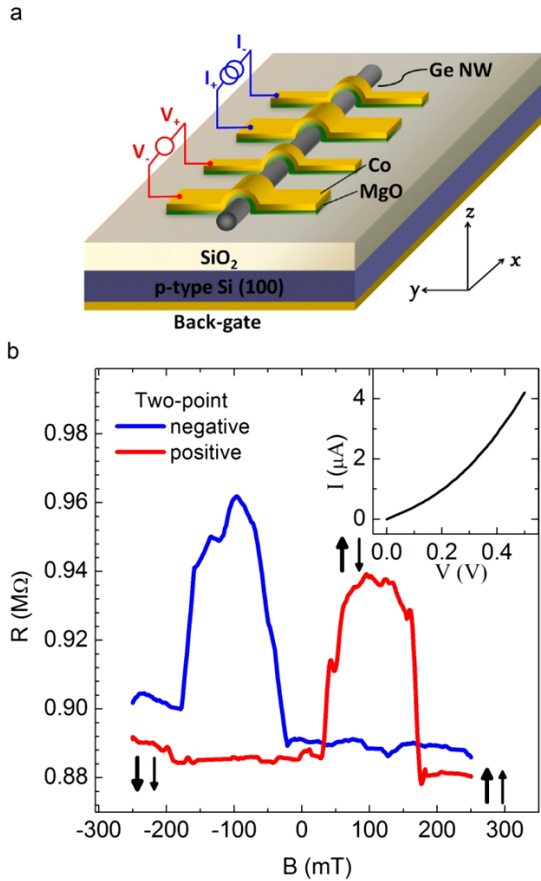 a
I-
I+
Ge NW
V+
V-
Co
MgO
SiO2
z
x
y
p-type Si (100)
Back-gate
b
Two-point
negative
positive
R (MΩ)
0.98
0.96
0.94
0.92
0.90
0.88
I (μA)
4
2
0
0.0 0.2 0.4
V (V)
-300 -200 -100 0 100 200 300
B (mT)